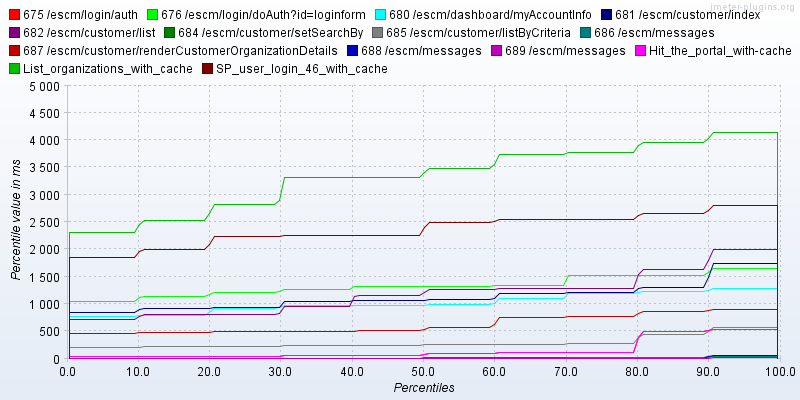 jmeter-plugins.org
675 /escm/login/auth 676 /escm/login/doAuth?id=loginform 680 /escm/dashboard/myAccountInfo 681 /escm/customer/index
682 /escm/customer/list 684 /escm/customer/setSearchBy 685 /escm/customer/listByCriteria 686 /escm/messages
687 /escm/customer/renderCustomerOrganizationDetails 688 /escm/messages 689 /escm/messages Hit_the_portal_with-cache
List_organizations_with_cache SP_user_login_46_with_cache
5 000
4 500
4 000
3 500
3 000
2 500
2 000
1 500
1 000
500
0
Percentile value in ms
0.0 10.0 20.0 30.0 40.0 50.0 60.0 70.0 80.0 90.0 100.0
Percentiles